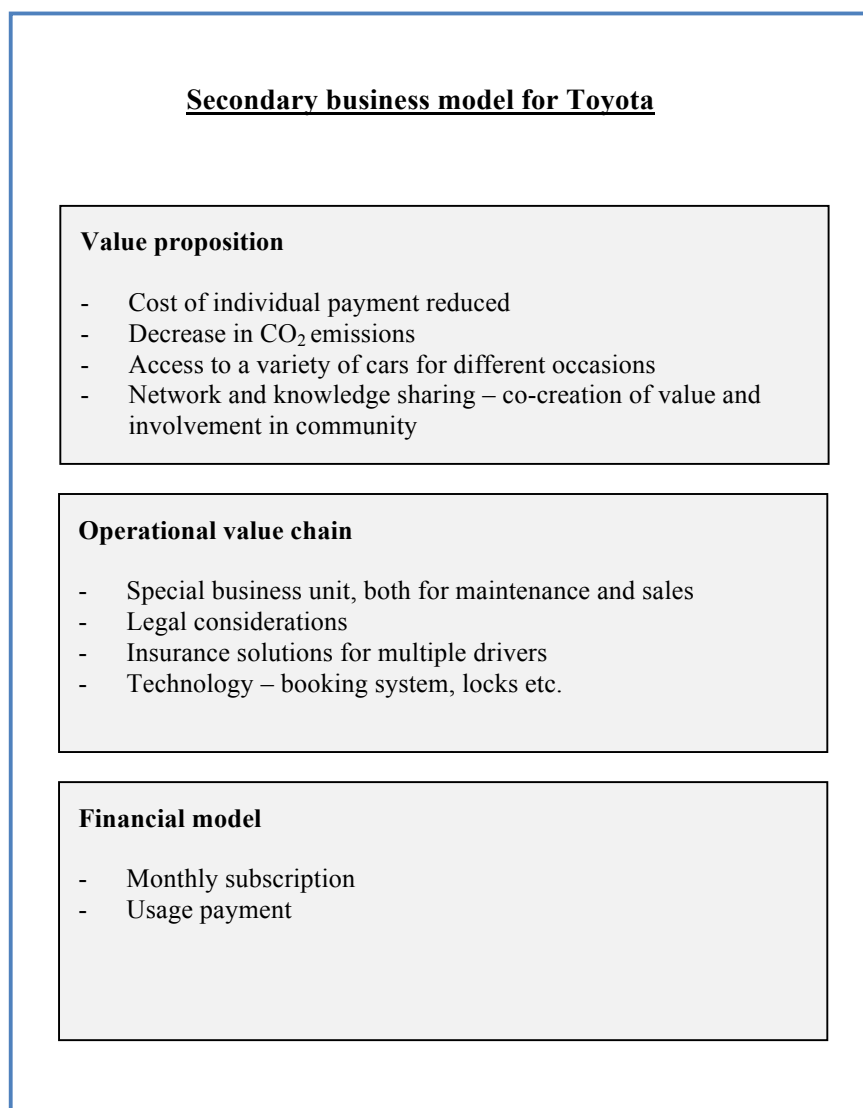 Secondary business model for Toyota
Value proposition
- Cost of individual payment reduced
- Decrease in CO₂ emissions
- Access to a variety of cars for different occasions
- Network and knowledge sharing – co-creation of value and
involvement in community
Operational value chain
- Special business unit, both for maintenance and sales
- Legal considerations
- Insurance solutions for multiple drivers
- Technology – booking system, locks etc.
Financial model
- Monthly subscription
- Usage payment